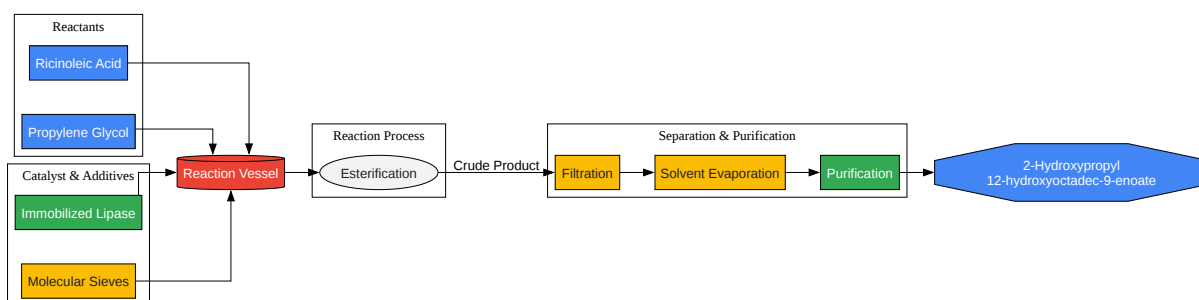 Reactants
Ricinoleic Acid
Propylene Glycol
Catalyst & Additives
Immobilized Lipase
Molecular Sieves
Reaction Vessel
Reaction Process
Esterification
Crude Product
Separation & Purification
Filtration
Solvent Evaporation
Purification
2-Hydroxypropyl
12-hydroxyoctadec-9-enoate